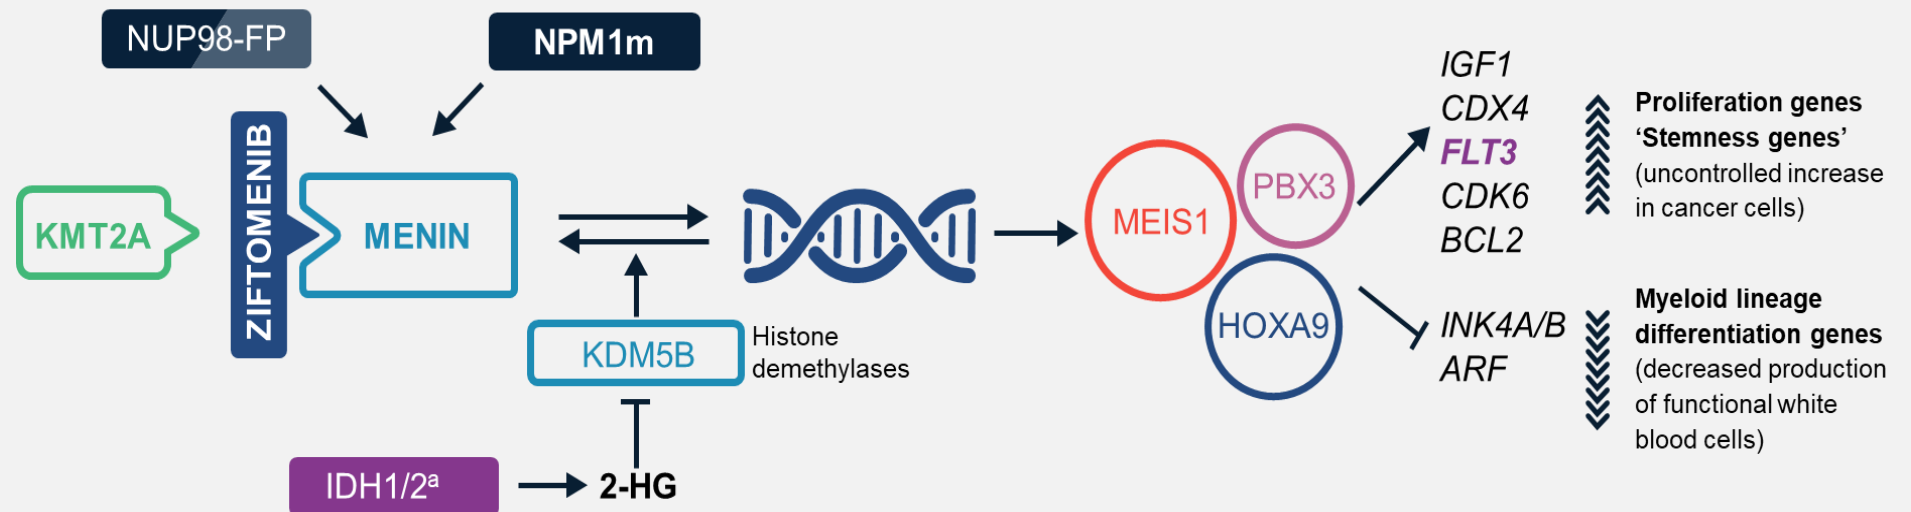 NUP98-FP
NPM1m
KMT2A
ZIFTOMENIB
MENIN
KDM5B
Histone
demethylases
IDH1/2ᵃ
2-HG
MEIS1
PBX3
HOXA9
IGF1
CDX4
FLT3
CDK6
BCL2
Proliferation genes
‘Stemness genes’
(uncontrolled increase
in cancer cells)
INK4A/B
ARF
Myeloid lineage
differentiation genes
(decreased production
of functional white
blood cells)